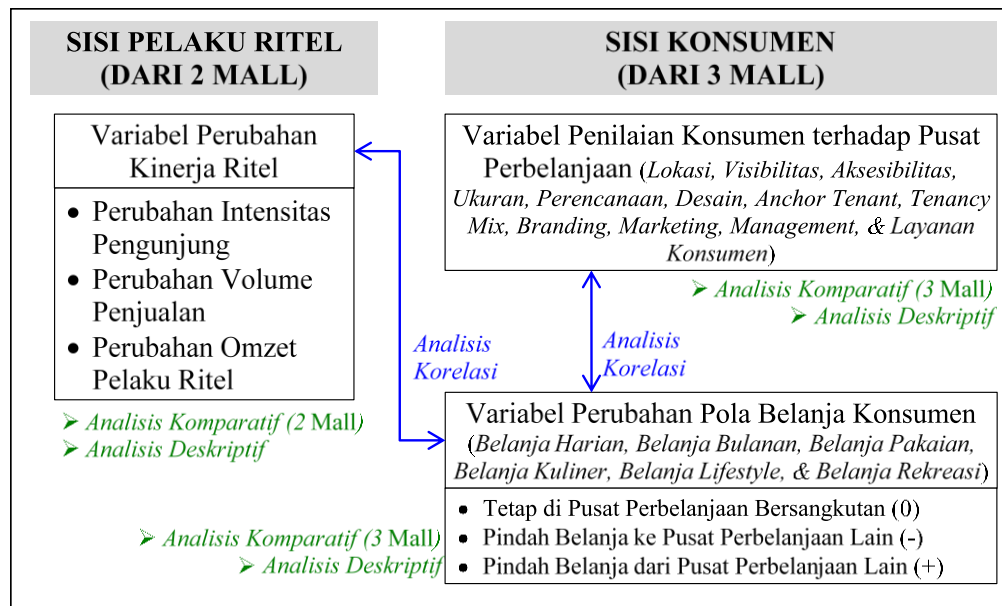 SISI PELAKU RITEL
(DARI 2 MALL)
SISI KONSUMEN
(DARI 3 MALL)
Variabel Perubahan
Kinerja Ritel
• Perubahan Intensitas
Pengunjung
• Perubahan Volume
Penjualan
• Perubahan Omzet
Pelaku Ritel
➢ Analisis Komparatif (2 Mall)
➢ Analisis Deskriptif
Variabel Penilaian Konsumen terhadap Pusat
Perbelanjaan (Lokasi, Visibilitas, Aksesibilitas,
Ukuran, Perencanaan, Desain, Anchor Tenant, Tenancy
Mix, Branding, Marketing, Management, & Layanan
Konsumen)
➢ Analisis Komparatif (3 Mall)
➢ Analisis Deskriptif
Analisis
Korelasi
Analisis
Korelasi
Variabel Perubahan Pola Belanja Konsumen
(Belanja Harian, Belanja Bulanan, Belanja Pakaian,
Belanja Kuliner, Belanja Lifestyle, & Belanja Rekreasi)
• Tetap di Pusat Perbelanjaan Bersangkutan (0)
• Pindah Belanja ke Pusat Perbelanjaan Lain (-)
• Pindah Belanja dari Pusat Perbelanjaan Lain (+)
➢ Analisis Komparatif (3 Mall)
➢ Analisis Deskriptif